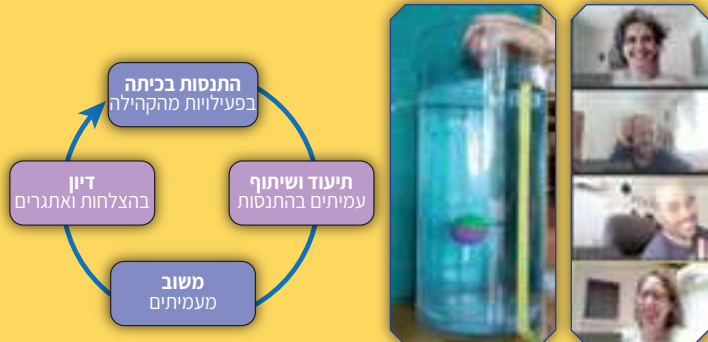 התנסות בכיתה
בפעילויות מהקהילה
תיעוד ושיתוף
עמיתים בהתנסות
משוב
מעמיתים
דיון
בהצלחות ואתגרים